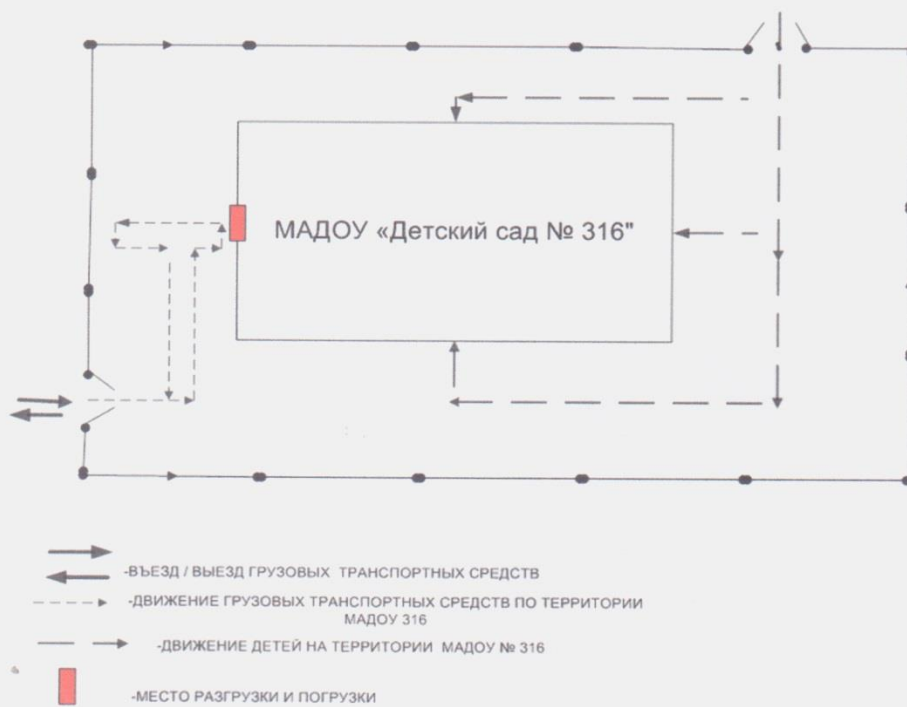 МАДОУ «Детский сад № 316"
-ВЪЕЗД / ВЫЕЗД ГРУЗОВЫХ ТРАНСПОРТНЫХ СРЕДСТВ
-ДВИЖЕНИЕ ГРУЗОВЫХ ТРАНСПОРТНЫХ СРЕДСТВ ПО ТЕРРИТОРИИ
МАДОУ 316
-ДВИЖЕНИЕ ДЕТЕЙ НА ТЕРРИТОРИИ МАДОУ № 316
-МЕСТО РАЗГРУЗКИ И ПОГРУЗКИ